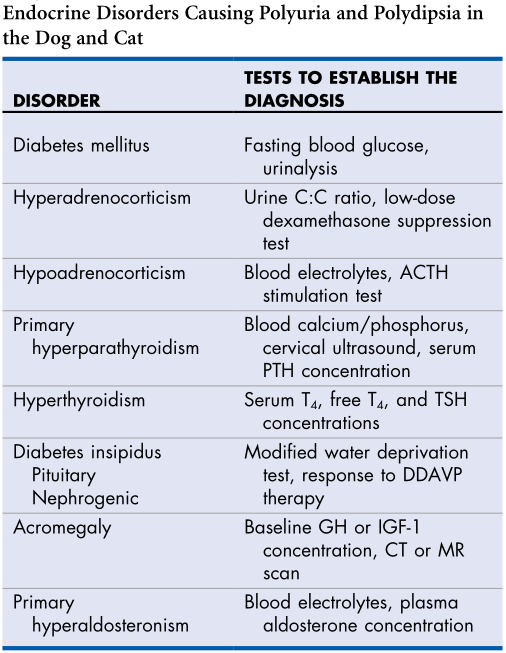 Endocrine Disorders Causing Polyuria and Polydipsia in
the Dog and Cat
DISORDER
TESTS TO ESTABLISH THE
DIAGNOSIS
Diabetes mellitus
Fasting blood glucose,
urinalysis
Hyperadrenocorticism
Urine C:C ratio, low-dose
dexamethasone suppression
test
Hypoadrenocorticism
Blood electrolytes, ACTH
stimulation test
Primary
hyperparathyroidism
Blood calcium/phosphorus,
cervical ultrasound, serum
PTH concentration
Hyperthyroidism
Serum T₄, free T₄, and TSH
concentrations
Diabetes insipidus
Pituitary
Nephrogenic
Modified water deprivation
test, response to DDAVP
therapy
Acromegaly
Baseline GH or IGF-1
concentration, CT or MR
scan
Primary
hyperaldosteronism
Blood electrolytes, plasma
aldosterone concentration